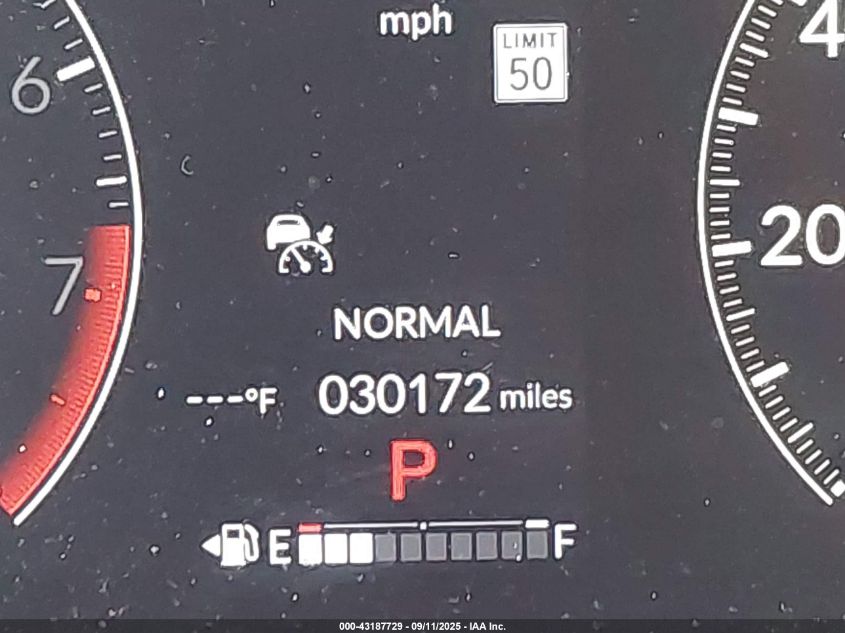 mph
LIMIT
50
4
6
20
7
NORMAL
---°F 030172 miles
P
E F
000-43187729 - 09/11/2025 - IAA Inc.